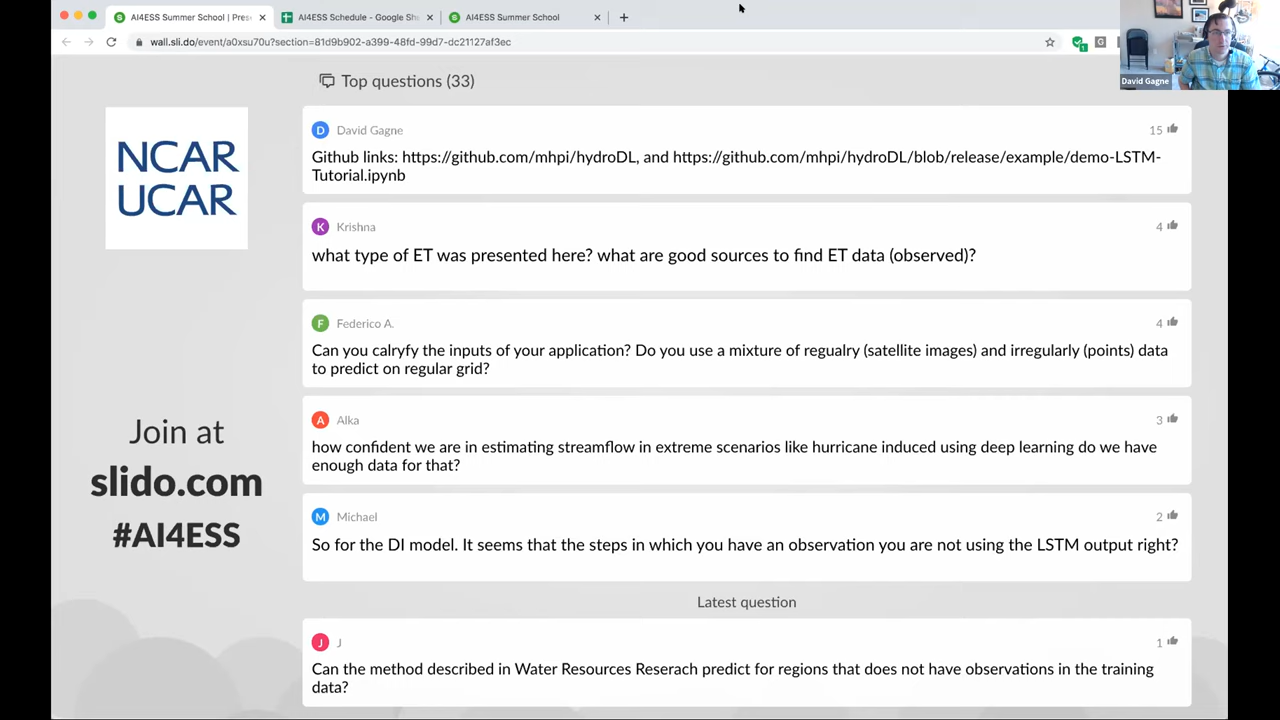 AI4ESS Summer School | Pres
AI4ESS Schedule - Google Sh
AI4ESS Summer School
wall.sli.do/event/a0xsu70u?section=81d9b902-a399-48fd-99d7-dc21127af3ec
David Gagne
NCAR
UCAR
Join at
slido.com
#AI4ESS
Top questions (33)
D David Gagne 15
Github links: https://github.com/mhpi/hydroDL, and https://github.com/mhpi/hydroDL/blob/release/example/demo-LSTM-
Tutorial.ipynb
K Krishna 4
what type of ET was presented here? what are good sources to find ET data (observed)?
F Federico A. 4
Can you calryfy the inputs of your application? Do you use a mixture of regualry (satellite images) and irregularly (points) data
to predict on regular grid?
A Alka 3
how confident we are in estimating streamflow in extreme scenarios like hurricane induced using deep learning do we have
enough data for that?
M Michael 2
So for the DI model. It seems that the steps in which you have an observation you are not using the LSTM output right?
Latest question
J J 1
Can the method described in Water Resources Reserach predict for regions that does not have observations in the training
data?